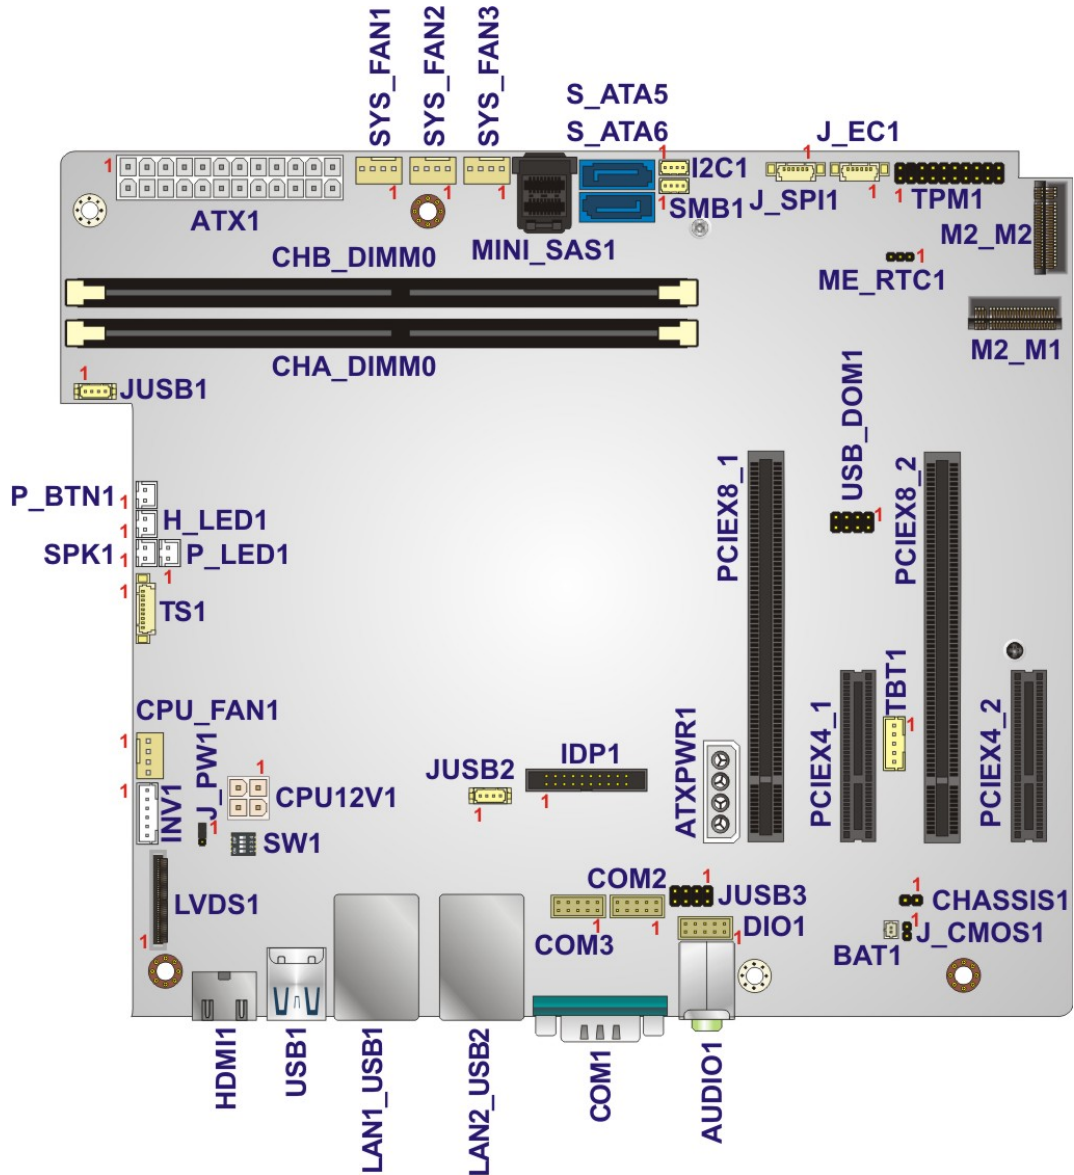 SYS_FAN1
SYS_FAN2
SYS_FAN3
S_ATA5
S_ATA6
J_EC1
1
1
1
1
1
1
I2C1
1
J_SPI1
1
1
TPM1
SMB1
1
ATX1
MINI_SAS1
M2_M2
CHB_DIMM0
1
ME_RTC1
M2_M1
CHA_DIMM0
1
JUSB1
USB_DOM1
PCIEX8_1
PCIEX8_2
P_BTN1
1
1
H_LED1
1
SPK1
1
P_LED1
1
1
TS1
CPU_FAN1
1
TBT1
1
PCIEX4_1
PCIEX4_2
J_PW1
1
1
CPU12V1
JUSB2
1
IDP1
1
ATXPWR1
INV1
1
1
SW1
LVDS1
1
COM2
1
COM3
1
1
JUSB3
DIO1
1
1
CHASSIS1
1
J_CMOS1
BAT1
HDMI1
USB1
LAN1_USB1
LAN2_USB2
COM1
AUDIO1